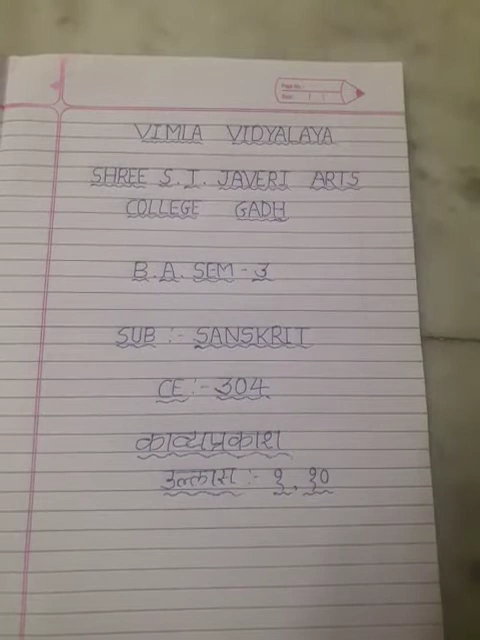 VIMLA VIDYALAYA
SHREE S.I. JAVERI ARTS
COLLEGE GADH
B.A. SEM - 3
SUB :- SANSKRIT
CE :- 304
काव्यप्रकाश
उल्लास :- १. १०